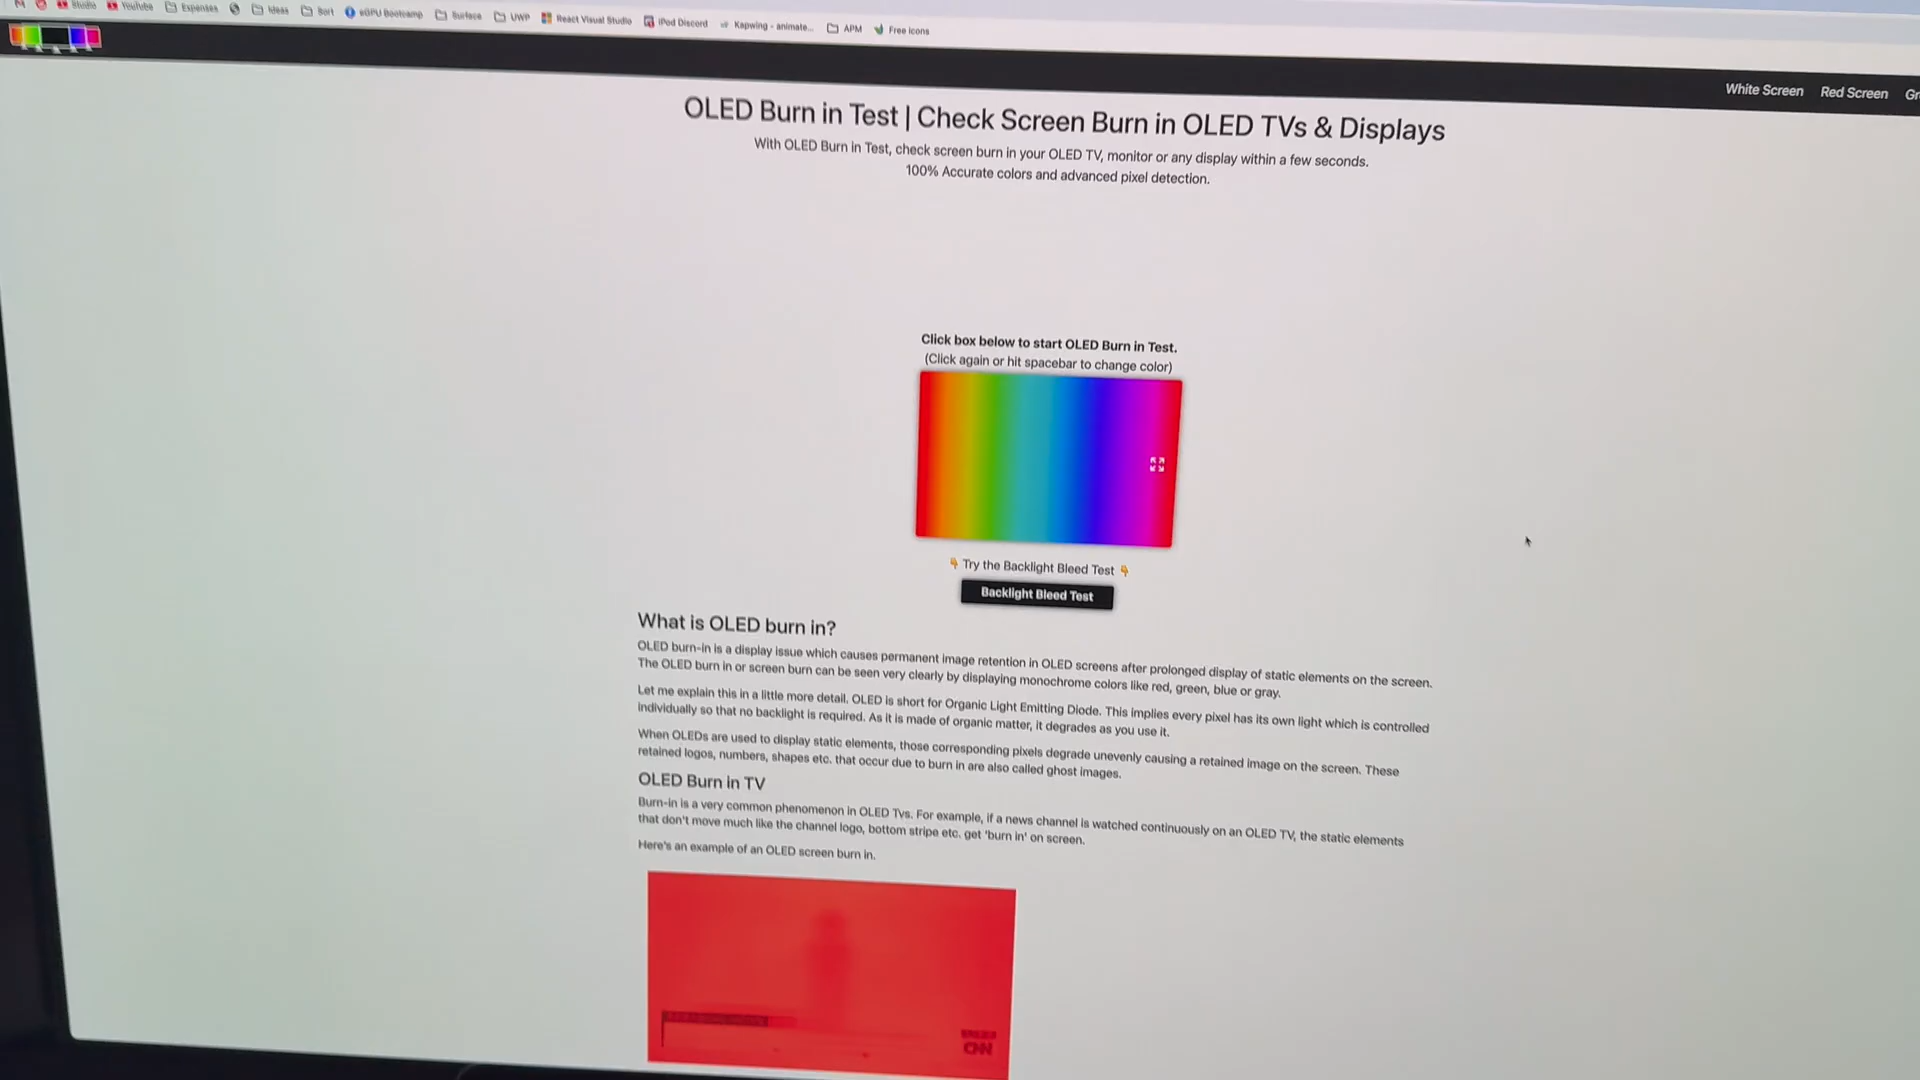 Studio YouTube Expenses Ideas Sort eGPU Bootcamp Surface UWP React Visual Studio iPod Discord Kapwing - animate... APM Free Icons
White Screen Red Screen Gr
OLED Burn in Test | Check Screen Burn in OLED TVs & Displays
With OLED Burn in Test, check screen burn in your OLED TV, monitor or any display within a few seconds.
100% Accurate colors and advanced pixel detection.
Click box below to start OLED Burn in Test.
(Click again or hit spacebar to change color)
👇 Try the Backlight Bleed Test 👇
Backlight Bleed Test
What is OLED burn in?
OLED burn-in is a display issue which causes permanent image retention in OLED screens after prolonged display of static elements on the screen.
The OLED burn in or screen burn can be seen very clearly by displaying monochrome colors like red, green, blue or gray.
Let me explain this in a little more detail. OLED is short for Organic Light Emitting Diode. This implies every pixel has its own light which is controlled
individually so that no backlight is required. As it is made of organic matter, it degrades as you use it.
When OLEDs are used to display static elements, those corresponding pixels degrade unevenly causing a retained image on the screen. These
retained logos, numbers, shapes etc. that occur due to burn in are also called ghost images.
OLED Burn in TV
Burn-in is a very common phenomenon in OLED Tvs. For example, if a news channel is watched continuously on an OLED TV, the static elements
that don't move much like the channel logo, bottom stripe etc. get 'burn in' on screen.
Here's an example of an OLED screen burn in.
CNN